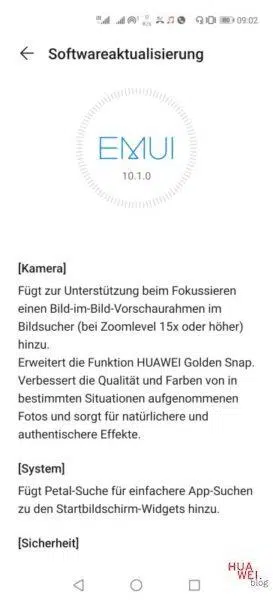 0 K/s 09:02
← Softwareaktualisierung
EMUI
10.1.0
[Kamera]
Fügt zur Unterstützung beim Fokussieren
einen Bild-im-Bild-Vorschaurahmen im
Bildsucher (bei Zoomlevel 15x oder höher)
hinzu.
Erweitert die Funktion HUAWEI Golden Snap.
Verbessert die Qualität und Farben von in
bestimmten Situationen aufgenommenen
Fotos und sorgt für natürlichere und
authentischere Effekte.
[System]
Fügt Petal-Suche für einfachere App-Suchen
zu den Startbildschirm-Widgets hinzu.
[Sicherheit]
HUA
WEI.
blog